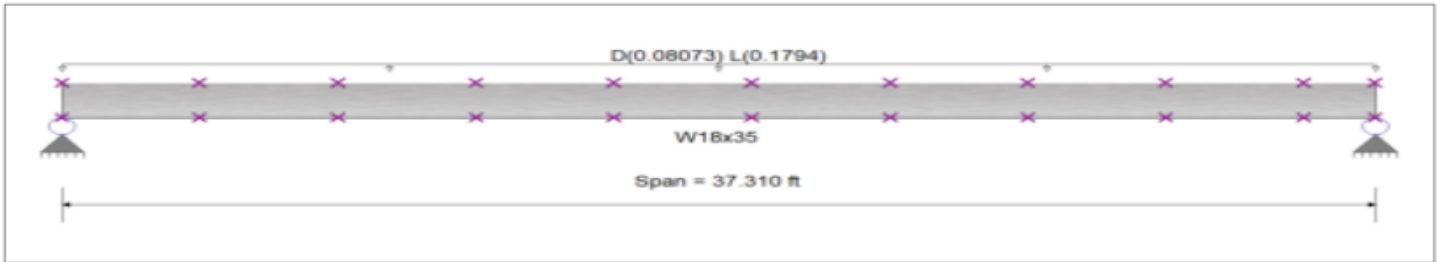 D(0.08073) L(0.1794)
W18x35
Span = 37.310 ft